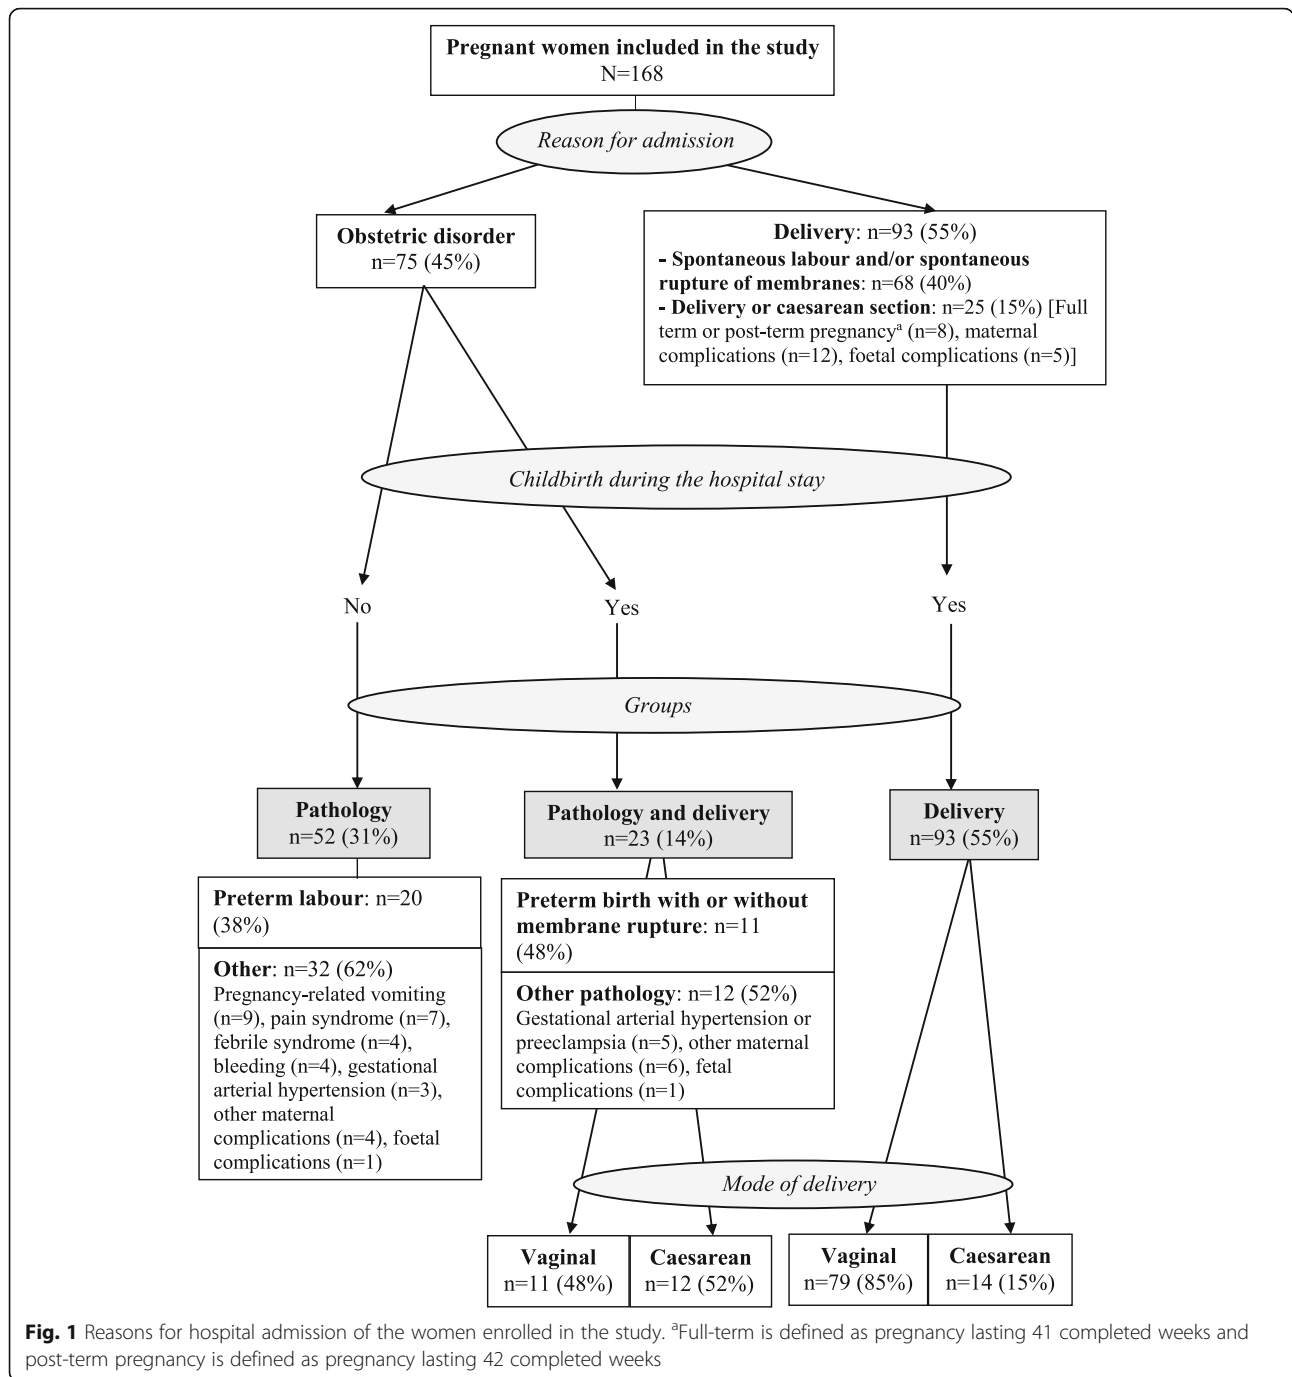 Pregnant women included in the study
N=168
Reason for admission
Obstetric disorder
n=75 (45%)
Delivery: n=93 (55%)
- Spontaneous labour and/or spontaneous
rupture of membranes: n=68 (40%)
- Delivery or caesarean section: n=25 (15%) [Full
term or post-term pregnancyᵃ (n=8), maternal
complications (n=12), foetal complications (n=5)]
Childbirth during the hospital stay
No
Yes
Yes
Groups
Pathology
n=52 (31%)
Pathology and delivery
n=23 (14%)
Delivery
n=93 (55%)
Preterm labour: n=20
(38%)
Other: n=32 (62%)
Pregnancy-related vomiting
(n=9), pain syndrome (n=7),
febrile syndrome (n=4),
bleeding (n=4), gestational
arterial hypertension (n=3),
other maternal
complications (n=4), foetal
complications (n=1)
Preterm birth with or without
membrane rupture: n=11
(48%)
Other pathology: n=12 (52%)
Gestational arterial hypertension or
preeclampsia (n=5), other maternal
complications (n=6), fetal
complications (n=1)
Mode of delivery
Vaginal
n=11 (48%)
Caesarean
n=12 (52%)
Vaginal
n=79 (85%)
Caesarean
n=14 (15%)
Fig. 1 Reasons for hospital admission of the women enrolled in the study. ᵃFull-term is defined as pregnancy lasting 41 completed weeks and
post-term pregnancy is defined as pregnancy lasting 42 completed weeks